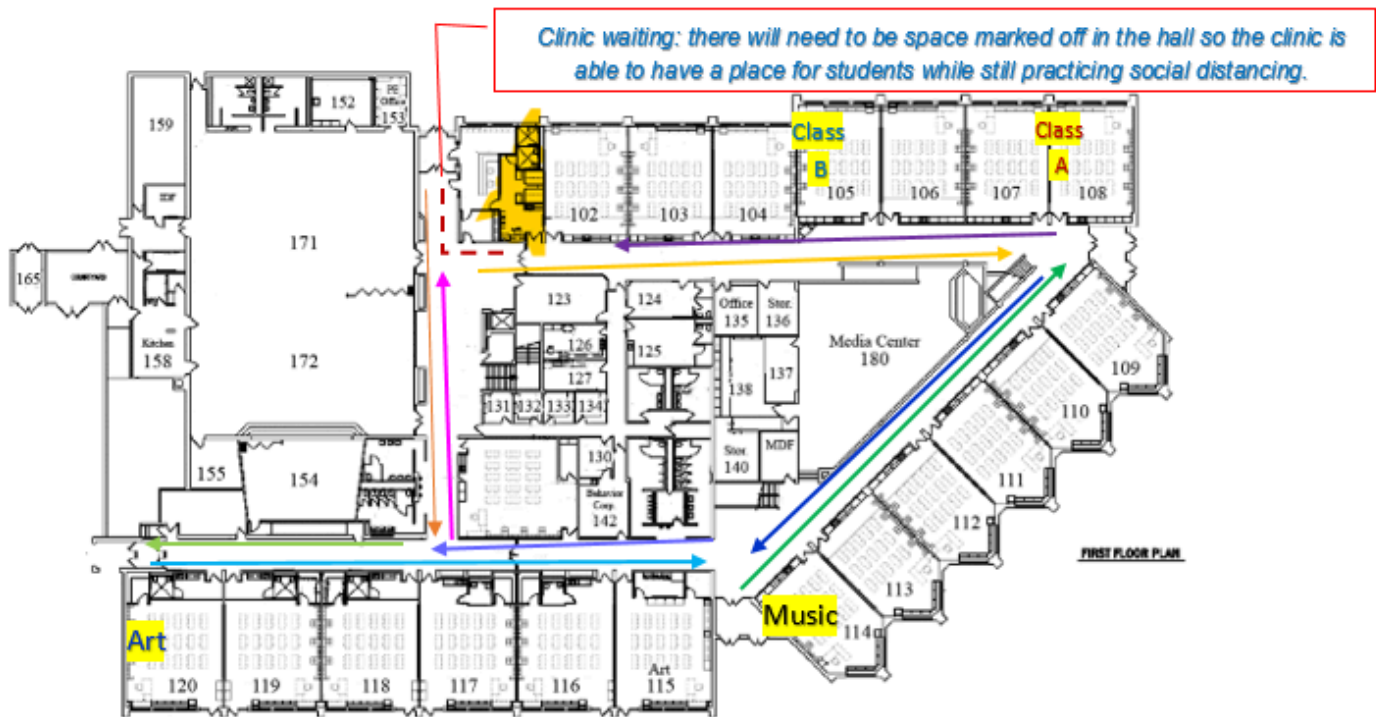 Clinic waiting: there will need to be space marked off in the hall so the clinic is
able to have a place for students while still practicing social distancing.
159
152
PE
Office
153
Class
B
105
106
107
Class
A
108
102
103
104
171
165
123
124
Office
135
Stor.
136
126
125
127
138
137
Media Center
180
109
Kitchen
158
172
131
132
133
134
110
155
154
130
Stor.
140
MDF
111
Behavior
Corp.
142
112
FIRST FLOOR PLAN
113
Music
114
Art
120
119
118
117
116
Art
115